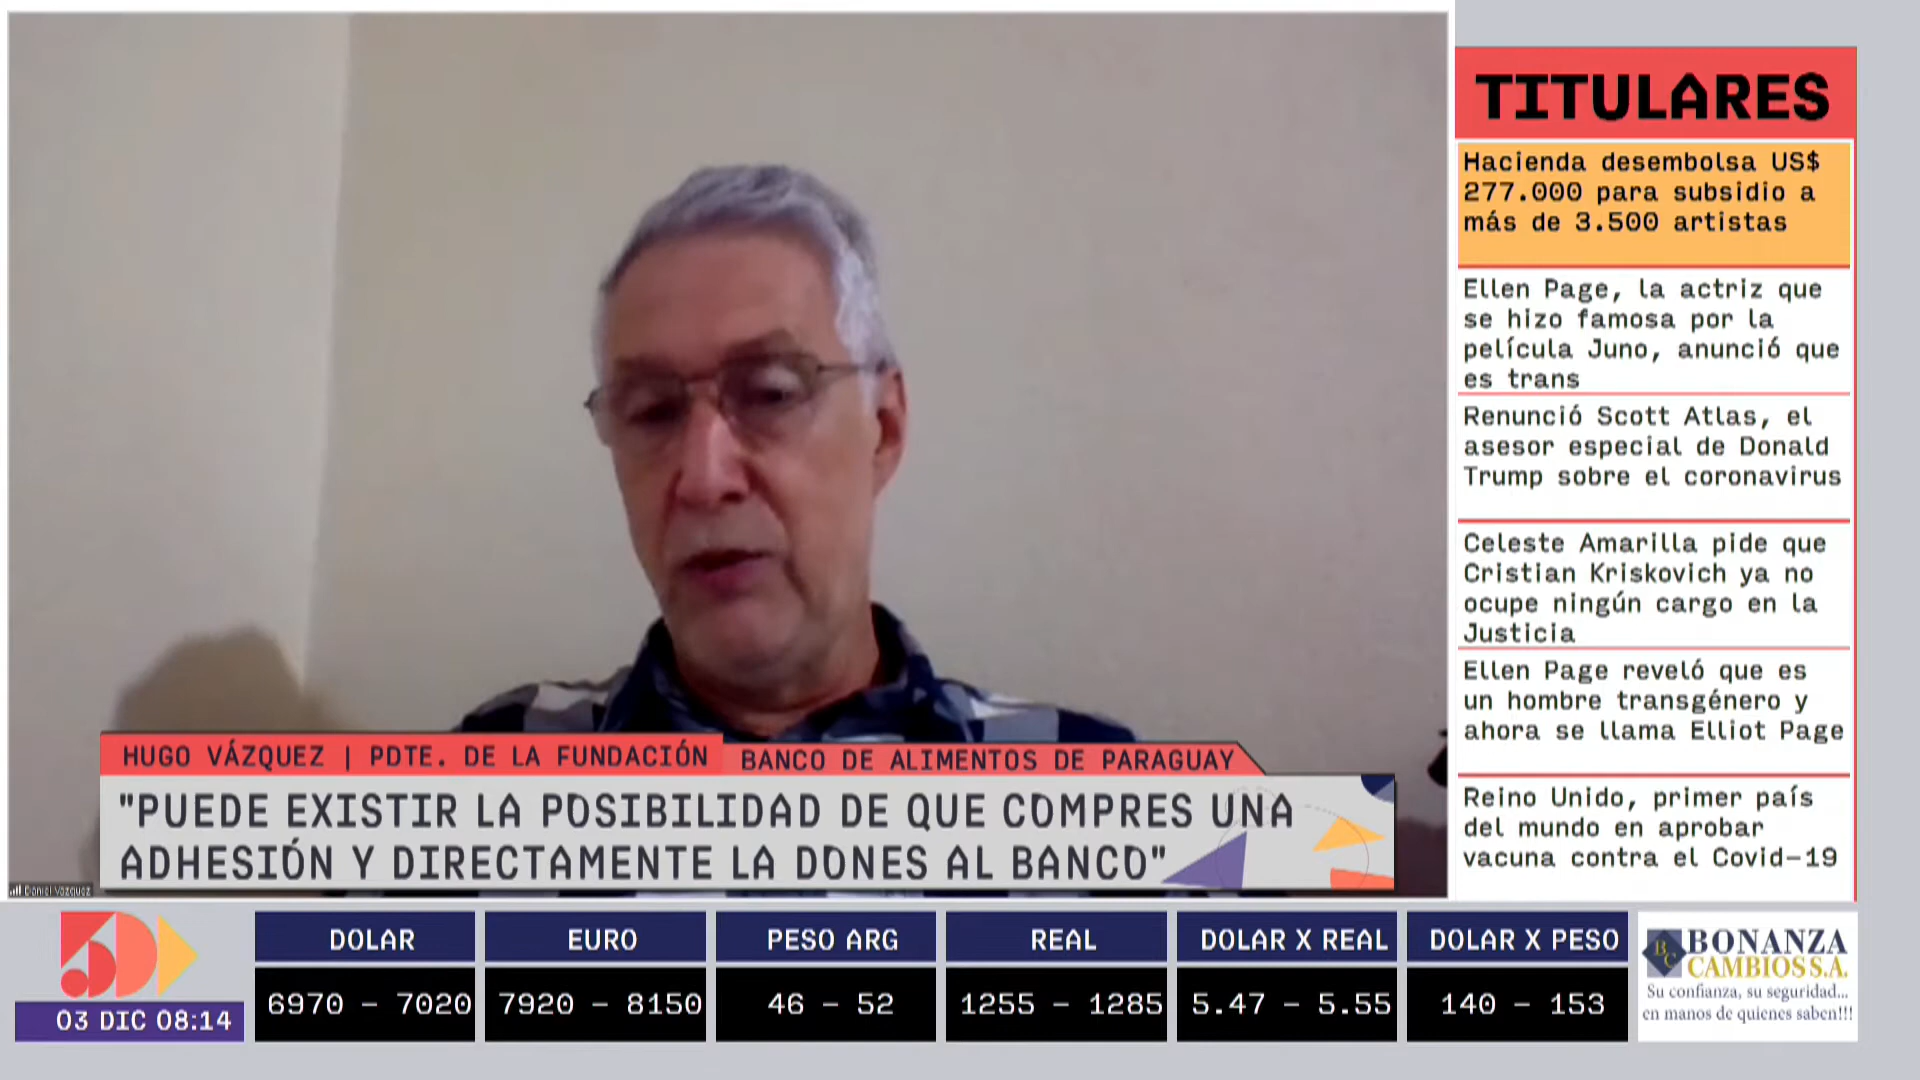 TITULARES
Hacienda desembolsa US$
277.000 para subsidio a
más de 3.500 artistas
Ellen Page, la actriz que
se hizo famosa por la
película Juno, anunció que
es trans
Renunció Scott Atlas, el
asesor especial de Donald
Trump sobre el coronavirus
Celeste Amarilla pide que
Cristian Kriskovich ya no
ocupe ningún cargo en la
Justicia
Ellen Page reveló que es
un hombre transgénero y
ahora se llama Elliot Page
Reino Unido, primer país
del mundo en aprobar
vacuna contra el Covid-19
HUGO VÁZQUEZ | PDTE. DE LA FUNDACIÓN BANCO DE ALIMENTOS DE PARAGUAY
"PUEDE EXISTIR LA POSIBILIDAD DE QUE COMPRES UNA
ADHESIÓN Y DIRECTAMENTE LA DONES AL BANCO"
Daniel Vázquez
5D
03 DIC 08:14
DOLAR
6970 - 7020
EURO
7920 - 8150
PESO ARG
46 - 52
REAL
1255 - 1285
DOLAR X REAL
5.47 - 5.55
DOLAR X PESO
140 - 153
BC BONANZA
CAMBIOS S.A.
Su confianza, su seguridad...
en manos de quienes saben!!!